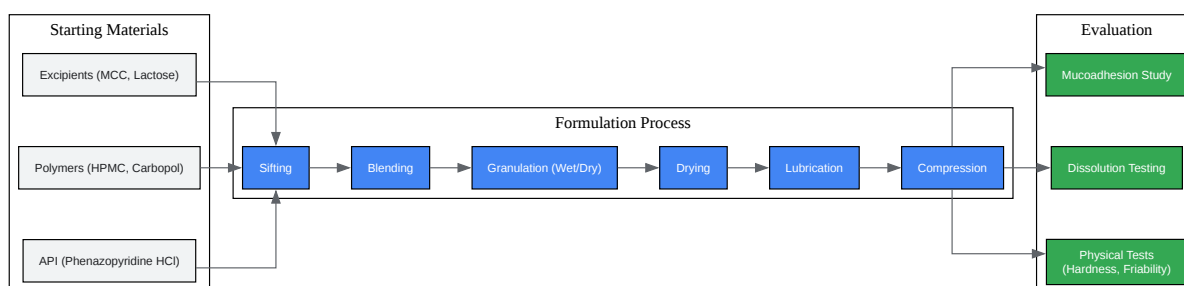 Starting Materials
Excipients (MCC, Lactose)
Polymers (HPMC, Carbopol)
API (Phenazopyridine HCl)
Formulation Process
Sifting
Blending
Granulation (Wet/Dry)
Drying
Lubrication
Compression
Evaluation
Mucoadhesion Study
Dissolution Testing
Physical Tests
(Hardness, Friability)